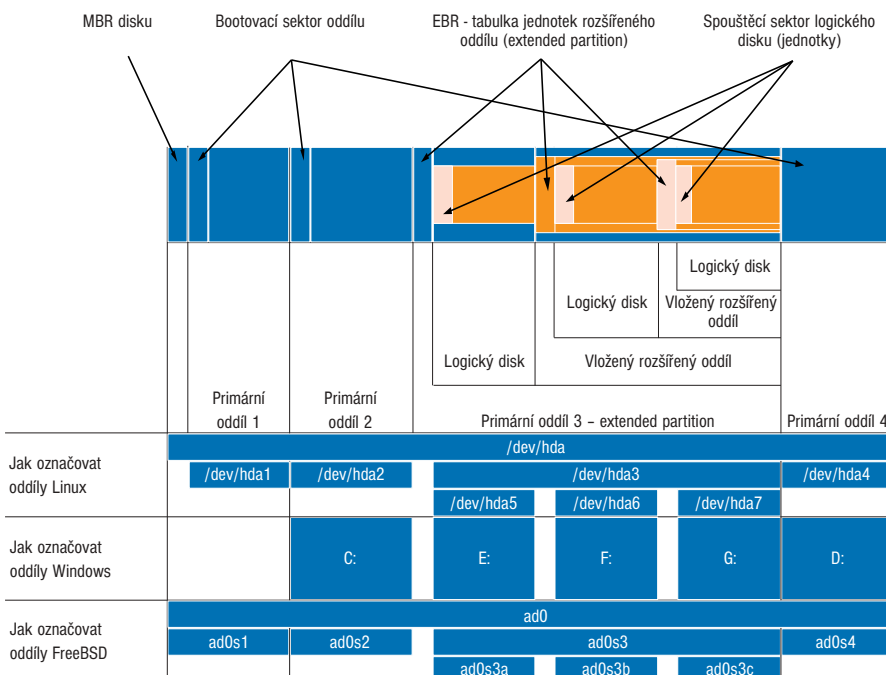 MBR disku
Bootovací sektor oddílu
EBR - tabulka jednotek rozšířeného
oddílu (extended partition)
Spouštěcí sektor logického
disku (jednotky)
Logický disk
Logický disk
Vložený rozšířený
oddíl
Logický disk
Vložený rozšířený oddíl
Primární
oddíl 1
Primární
oddíl 2
Primární oddíl 3 – extended partition
Primární oddíl 4
Jak označovat
oddíly Linux
/dev/hda
/dev/hda1
/dev/hda2
/dev/hda3
/dev/hda4
/dev/hda5
/dev/hda6
/dev/hda7
Jak označovat
oddíly Windows
C:
E:
F:
G:
D:
Jak označovat
oddíly FreeBSD
ad0
ad0s1
ad0s2
ad0s3
ad0s4
ad0s3a
ad0s3b
ad0s3c